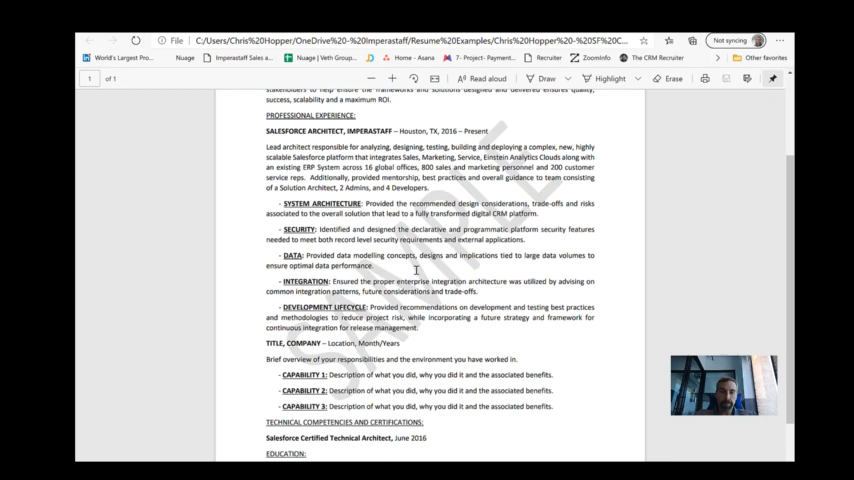 File C:/Users/Chris%20Hopper/OneDrive%20-%20Imperastaff/Resume%20Examples/Chris%20Hopper%20-%20SF%20C... Not syncing
World's Largest Pro... Nuage Imperastaff Sales a... Nuage | Veth Group... Home - Asana 7 - Project- Payment... Recruiter ZoomInfo The CRM Recruiter Other favorites
1 of 1 Read aloud Draw Highlight Erase
stakeholders to help ensure the frameworks and solutions designed and delivered ensures quality,
success, scalability and a maximum ROI.
PROFESSIONAL EXPERIENCE:
SALESFORCE ARCHITECT, IMPERASTAFF – Houston, TX, 2016 – Present
Lead architect responsible for analyzing, designing, testing, building and deploying a complex, new, highly
scalable Salesforce platform that integrates Sales, Marketing, Service, Einstein Analytics Clouds along with
an existing ERP System across 16 global offices, 800 sales and marketing personnel and 200 customer
service reps. Additionally, provided mentorship, best practices and overall guidance to team consisting
of a Solution Architect, 2 Admins, and 4 Developers.
- SYSTEM ARCHITECTURE: Provided the recommended design considerations, trade-offs and risks
associated to the overall solution that lead to a fully transformed digital CRM platform.
- SECURITY: Identified and designed the declarative and programmatic platform security features
needed to meet both record level security requirements and external applications.
- DATA: Provided data modelling concepts, designs and implications tied to large data volumes to
ensure optimal data performance.
- INTEGRATION: Ensured the proper enterprise integration architecture was utilized by advising on
common integration patterns, future considerations and trade-offs.
- DEVELOPMENT LIFECYCLE: Provided recommendations on development and testing best practices
and methodologies to reduce project risk, while incorporating a future strategy and framework for
continuous integration for release management.
TITLE, COMPANY – Location, Month/Years
Brief overview of your responsibilities and the environment you have worked in.
- CAPABILITY 1: Description of what you did, why you did it and the associated benefits.
- CAPABILITY 2: Description of what you did, why you did it and the associated benefits.
- CAPABILITY 3: Description of what you did, why you did it and the associated benefits.
TECHNICAL COMPETENCIES AND CERTIFICATIONS:
Salesforce Certified Technical Architect, June 2016
EDUCATION:
SAMPLE